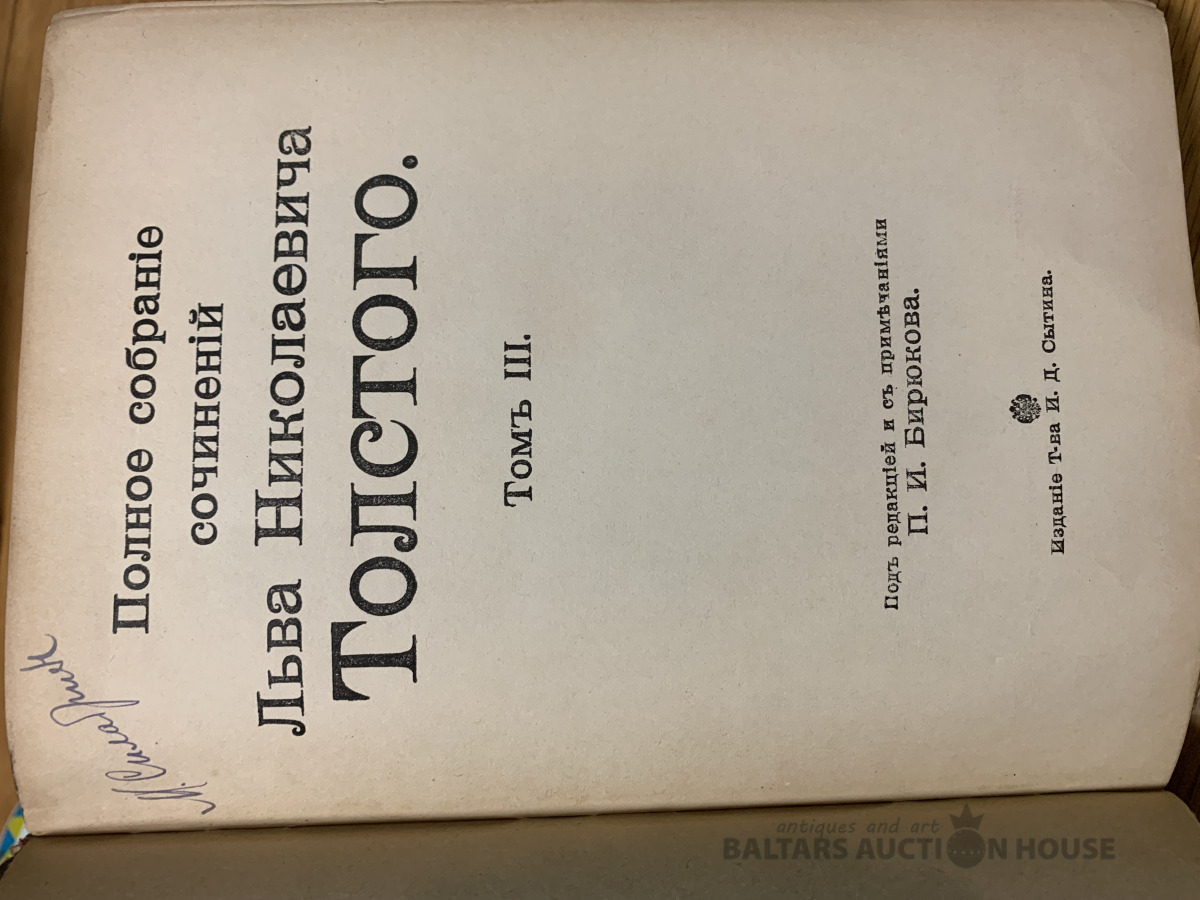 Полное собраніе
сочиненій
Льва Николаевича
Толстого.
Томъ III.
Подъ редакціей и съ примѣчаніями
П. И. Бирюкова.
Изданіе Т-ва И. Д. Сытина.
antiques and art
BALTARS AUCTION HOUSE